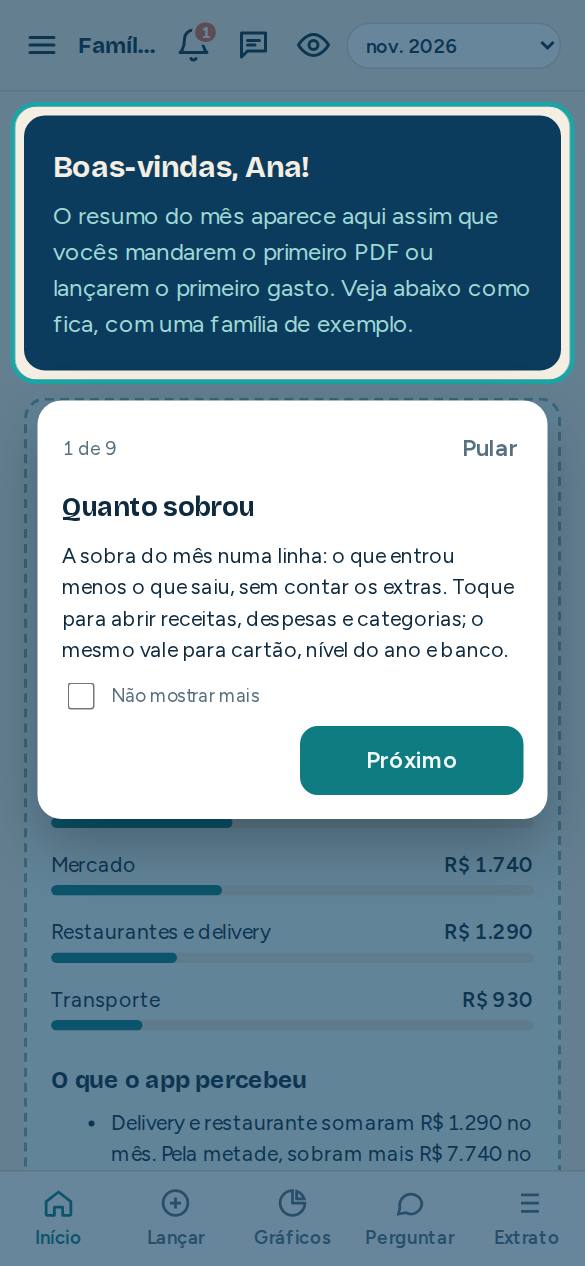 Famíl...
1
nov. 2026
Boas-vindas, Ana!
O resumo do mês aparece aqui assim que
vocês mandarem o primeiro PDF ou
lançarem o primeiro gasto. Veja abaixo como
fica, com uma família de exemplo.
1 de 9
Pular
Quanto sobrou
A sobra do mês numa linha: o que entrou
menos o que saiu, sem contar os extras. Toque
para abrir receitas, despesas e categorias; o
mesmo vale para cartão, nível do ano e banco.
Não mostrar mais
Próximo
Mercado R$ 1.740
Restaurantes e delivery R$ 1.290
Transporte R$ 930
O que o app percebeu
• Delivery e restaurante somaram R$ 1.290 no
mês. Pela metade, sobram mais R$ 7.740 no
Início Lançar Gráficos Perguntar Extrato